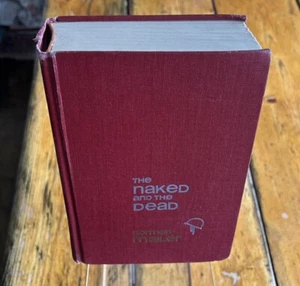 THE
naked
AND THE
DEAD
norman
mailer